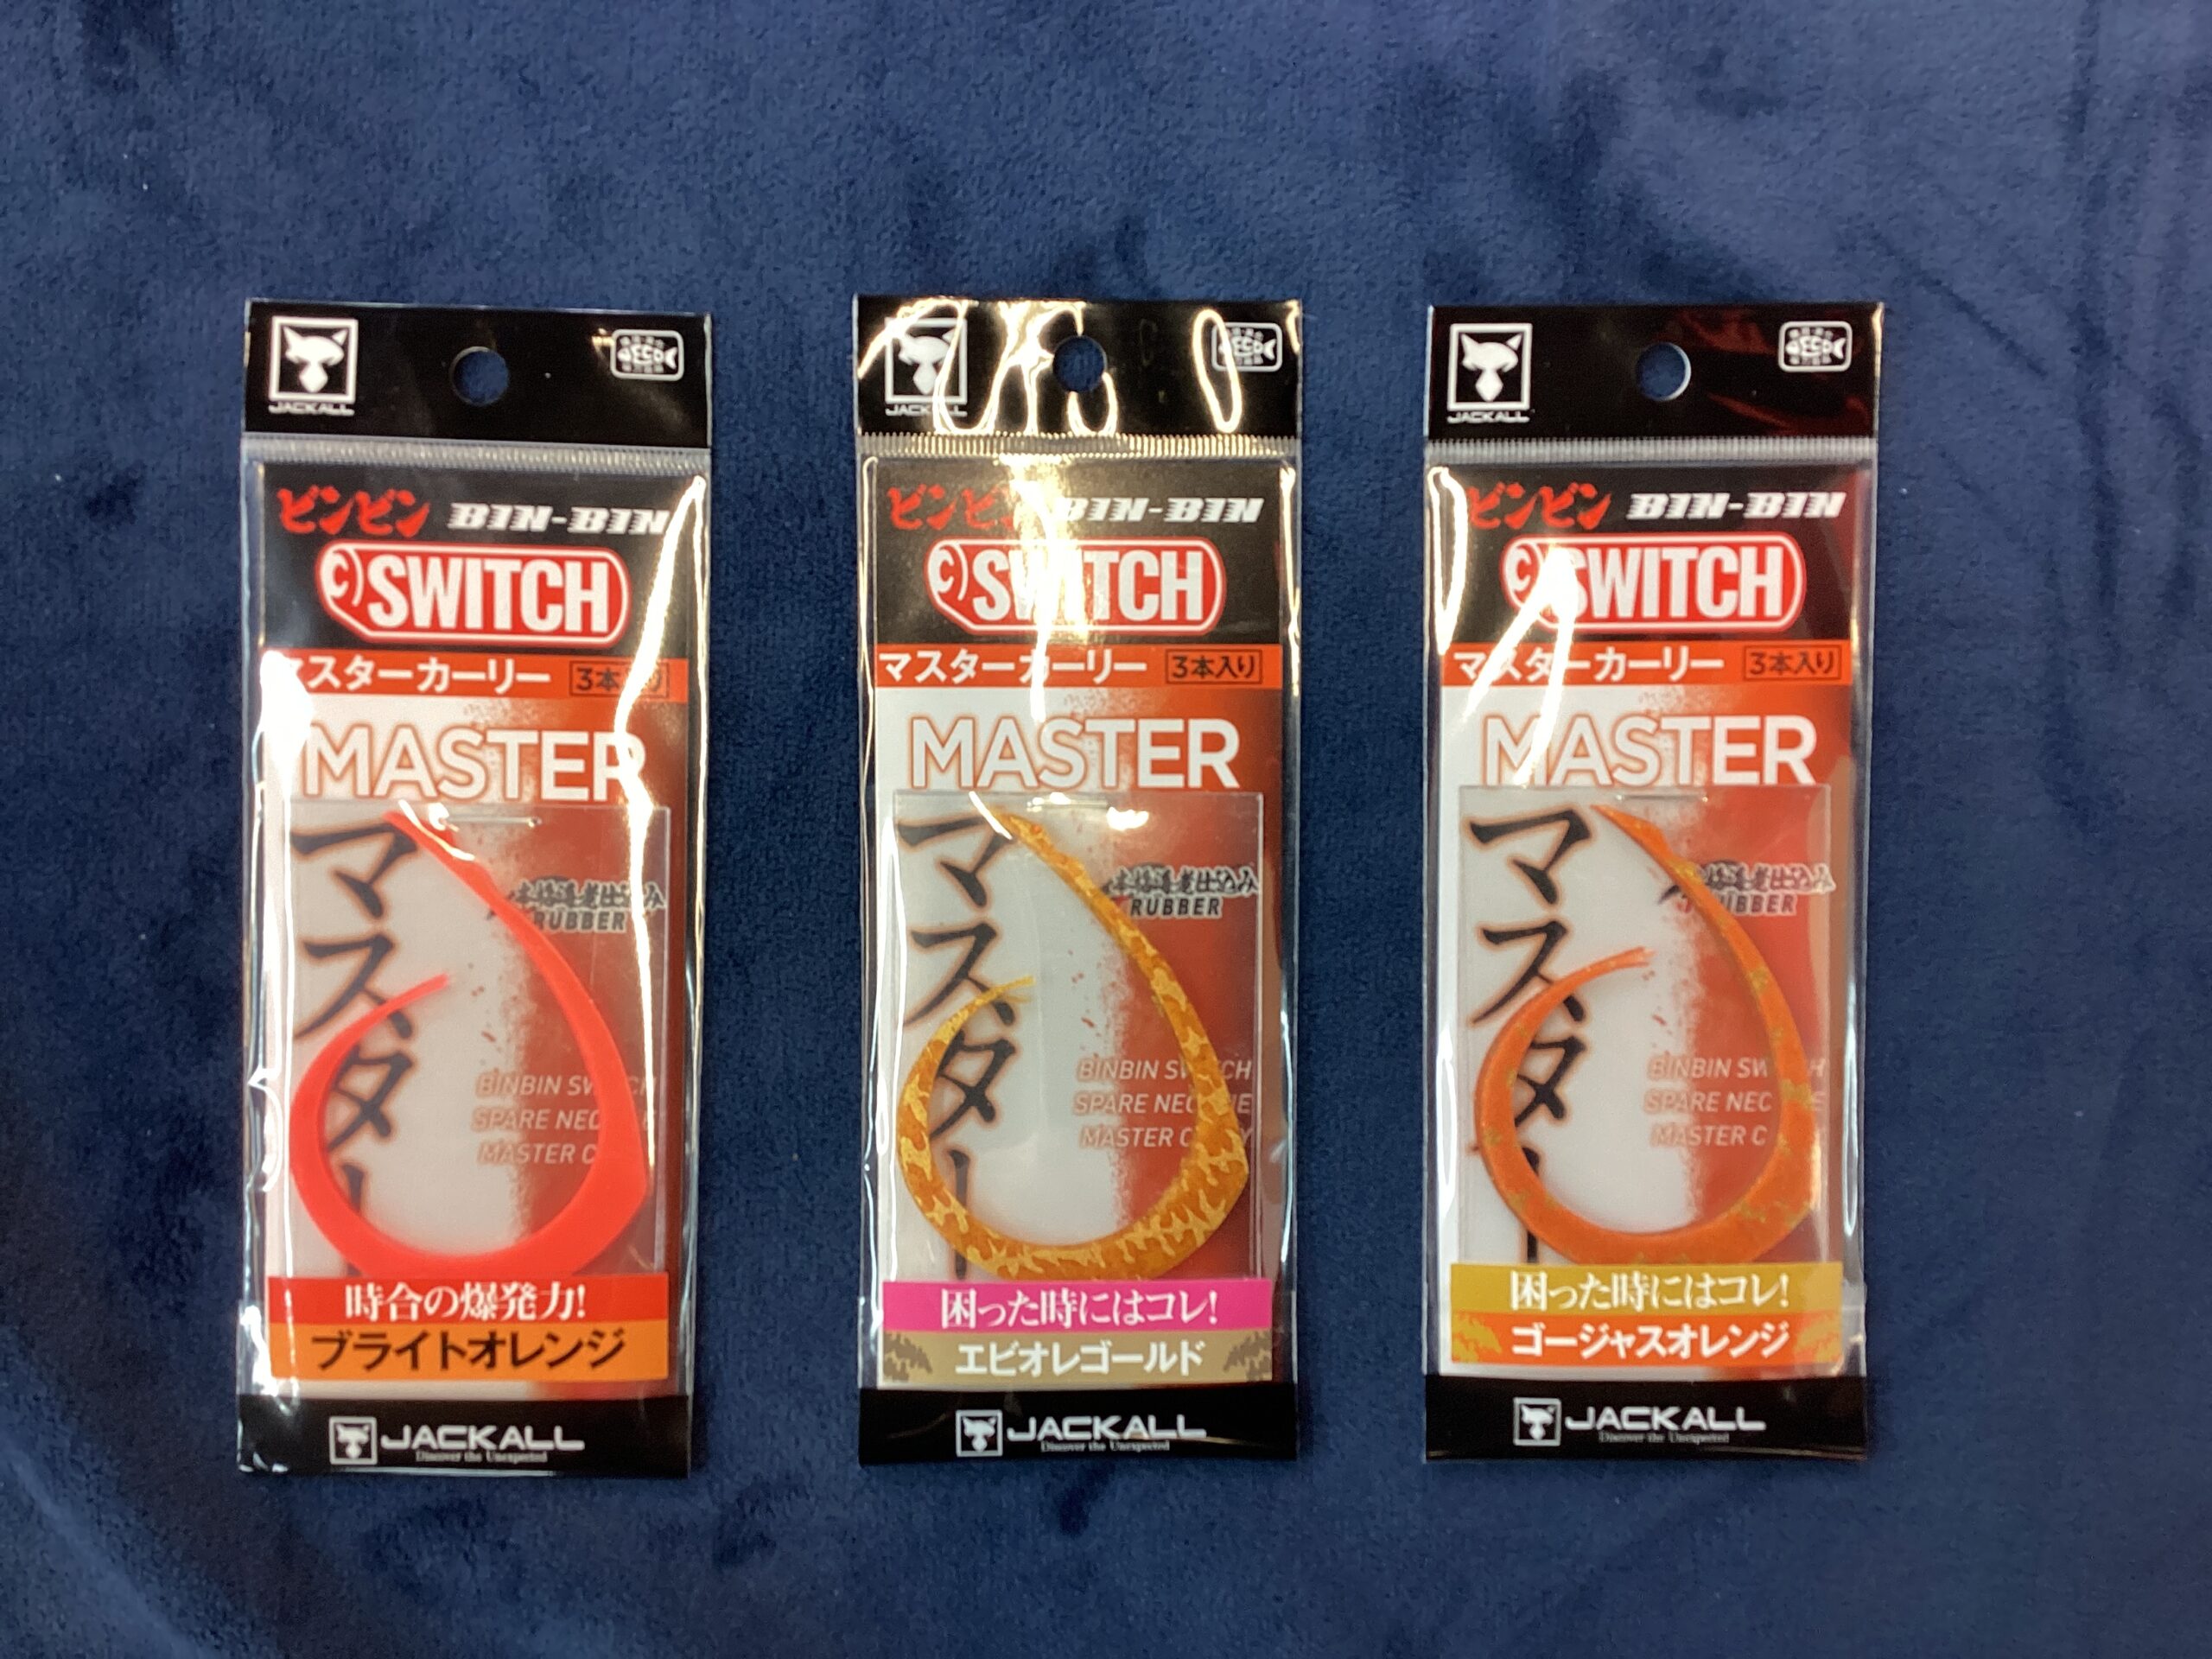 JACKALL
ビンビン BIN-BIN
C SWITCH
マスターカーリー 3本入り
MASTER
マスター
RUBBER
BINBIN SWITCH
SPARE
MASTER
時合の爆発力!
ブライトオレンジ
JACKALL
Discover the Unexpected
JACKALL
ビンビン BIN-BIN
C SWITCH
マスターカーリー 3本入り
MASTER
マスター
RUBBER
BINBIN SWITCH
SPARE
MASTER
困った時にはコレ!
エビオレゴールド
JACKALL
Discover the Unexpected
JACKALL
ビンビン BIN-BIN
C SWITCH
マスターカーリー 3本入り
MASTER
マスター
RUBBER
BINBIN SWITCH
SPARE
MASTER
困った時にはコレ!
ゴージャスオレンジ
JACKALL
Discover the Unexpected